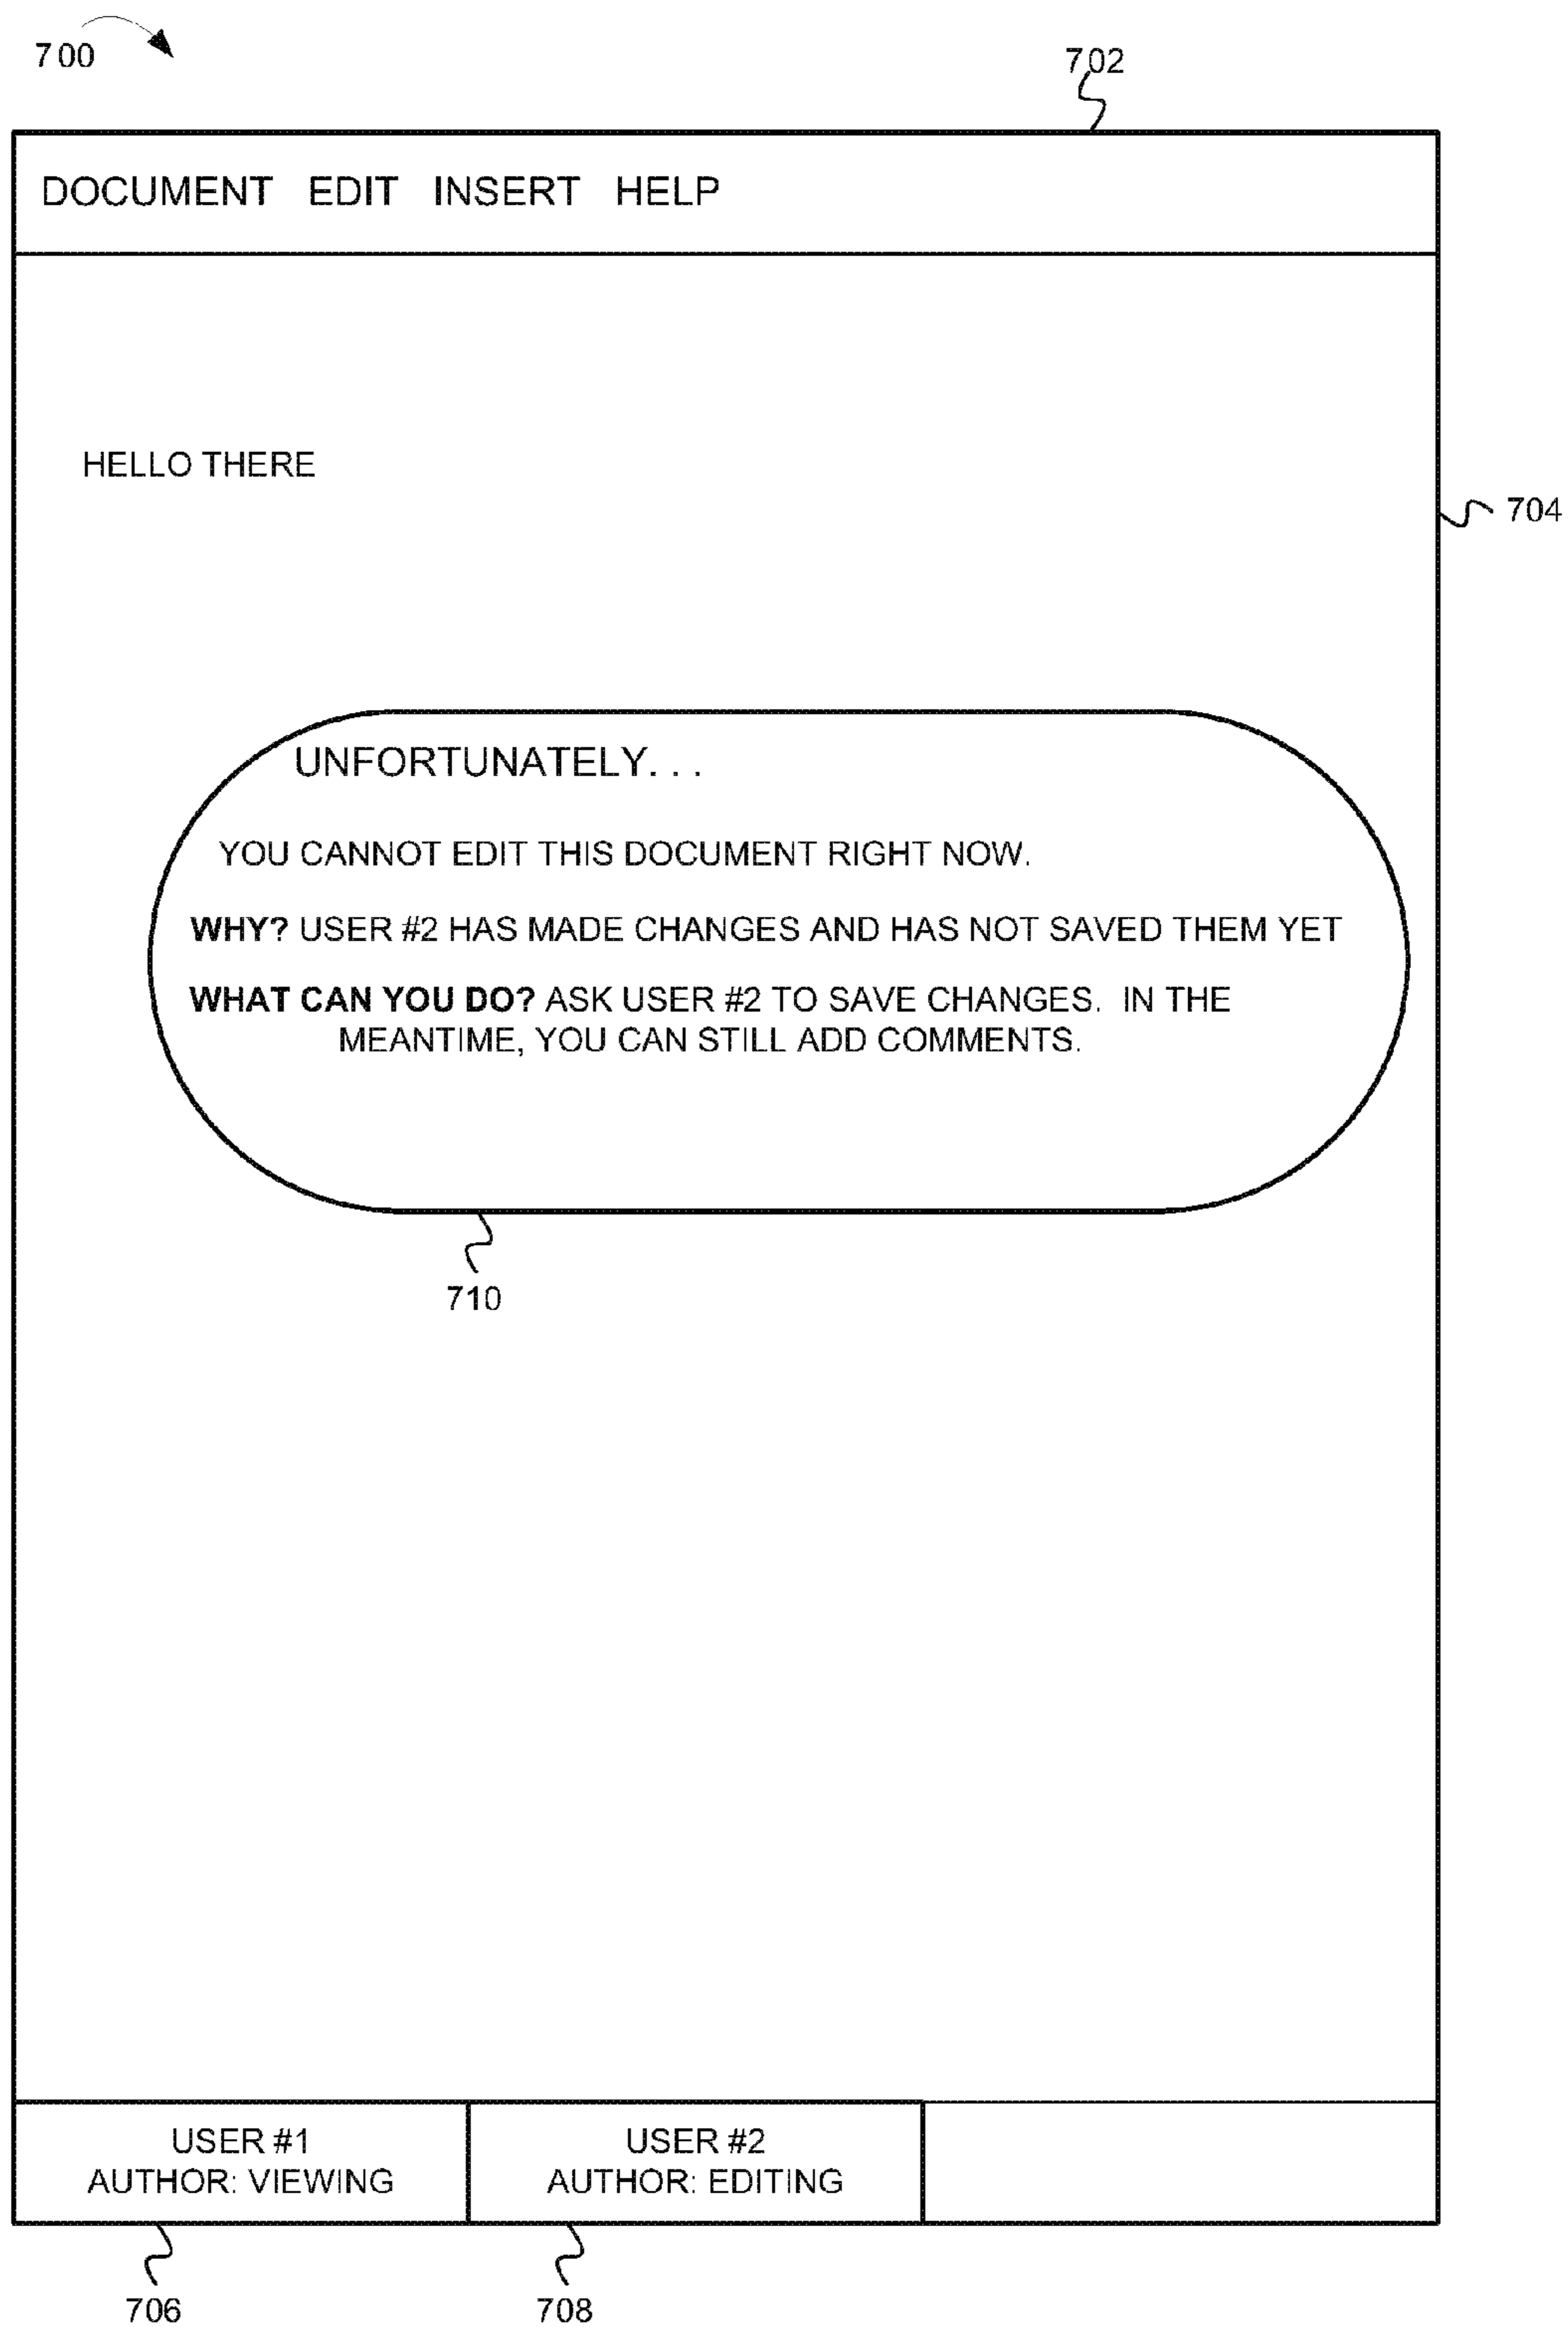 700
702
DOCUMENT EDIT INSERT HELP
HELLO THERE
704
UNFORTUNATELY. . .
YOU CANNOT EDIT THIS DOCUMENT RIGHT NOW.
WHY? USER #2 HAS MADE CHANGES AND HAS NOT SAVED THEM YET
WHAT CAN YOU DO? ASK USER #2 TO SAVE CHANGES. IN THE
MEANTIME, YOU CAN STILL ADD COMMENTS.
710
USER #1
AUTHOR: VIEWING
USER #2
AUTHOR: EDITING
706
708